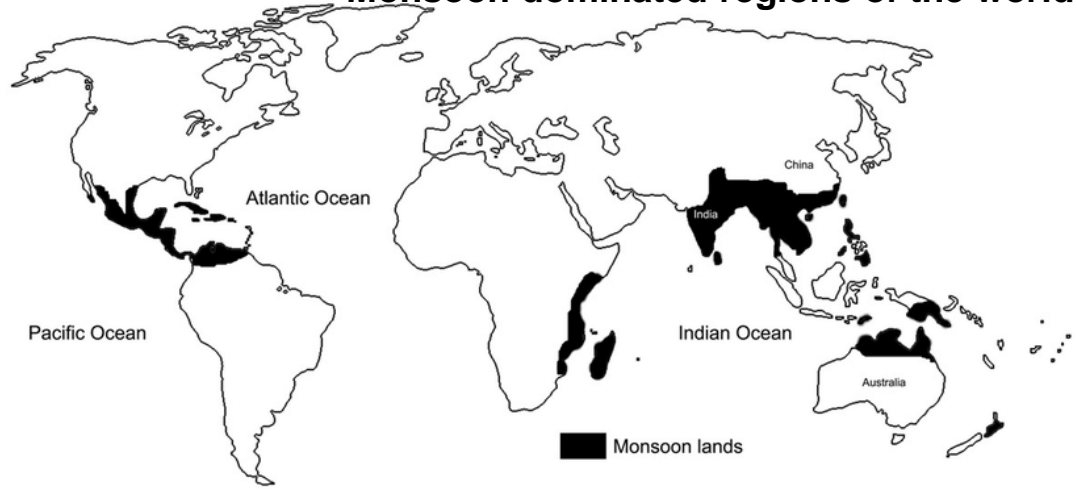 Monsoon dominated regions of the world
China
Atlantic Ocean
India
Pacific Ocean
Indian Ocean
Australia
Monsoon lands